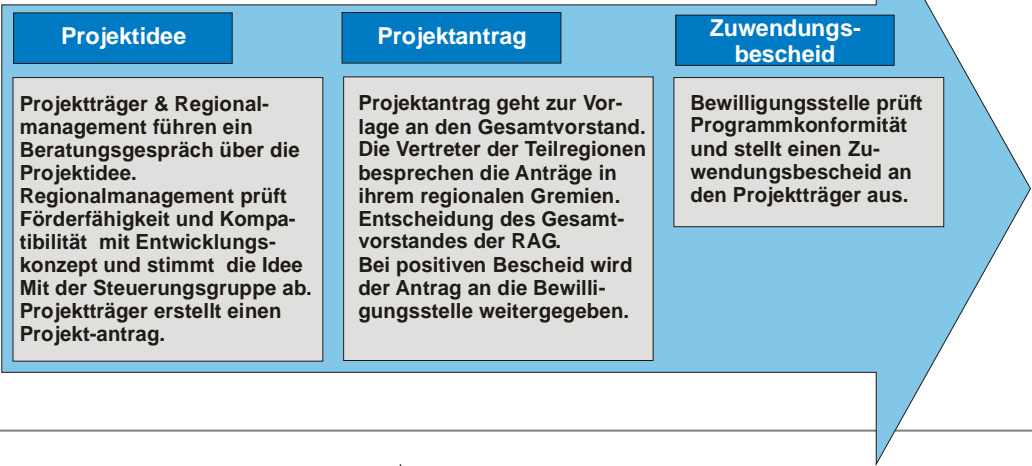 Projektidee
Projektträger & Regional-
management führen ein
Beratungsgespräch über die
Projektidee.
Regionalmanagement prüft
Förderfähigkeit und Kompa-
tibilität mit Entwicklungs-
konzept und stimmt die Idee
Mit der Steuerungsgruppe ab.
Projektträger erstellt einen
Projekt-antrag.
Projektantrag
Projektantrag geht zur Vor-
lage an den Gesamtvorstand.
Die Vertreter der Teilregionen
besprechen die Anträge in
ihrem regionalen Gremien.
Entscheidung des Gesamt-
vorstandes der RAG.
Bei positiven Bescheid wird
der Antrag an die Bewilli-
gungsstelle weitergegeben.
Zuwendungs-
bescheid
Bewilligungsstelle prüft
Programmkonformität
und stellt einen Zu-
wendungsbescheid an
den Projektträger aus.